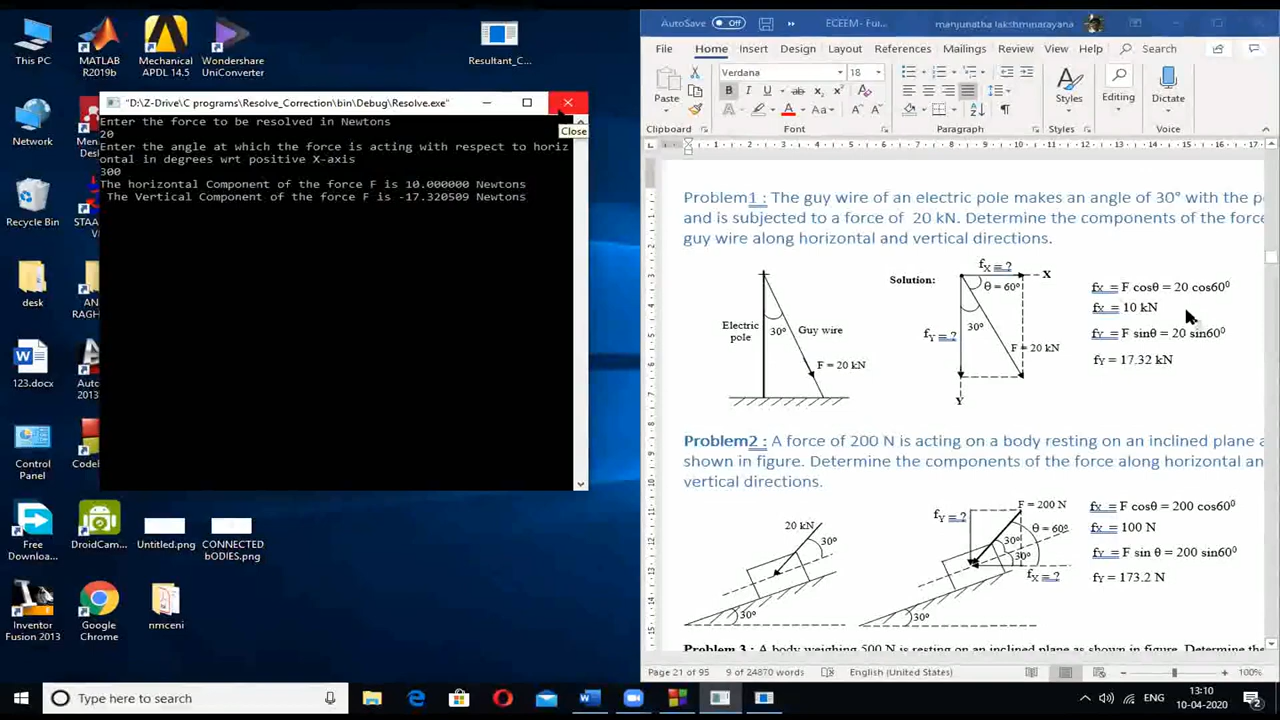 This PC
MATLAB
R2019b
Mechanical
APDL 14.5
Wondershare
UniConverter
Resultant_C...
Network
Recycle Bin
desk
AN
RAGH
123.docx
Autoc
2013
Control
Panel
CodeB
Free
Downloa...
DroidCam...
Untitled.png
CONNECTED
bODIES.png
Inventor
Fusion 2013
Google
Chrome
nmceni
"D:\Z-Drive\C programs\Resolve_Correction\bin\Debug\Resolve.exe"
Close
Enter the force to be resolved in Newtons
20
Enter the angle at which the force is acting with respect to horiz
ontal in degrees wrt positive X-axis
300
The horizontal Component of the force F is 10.000000 Newtons
The Vertical Component of the force F is -17.320509 Newtons
AutoSave Off
ECEEM - Ful...
manjunatha lakshminarayana
File Home Insert Design Layout References Mailings Review View Help Search
Paste
Verdana 18
B I U
Styles
Editing
Dictate
Clipboard Font Paragraph Styles Voice
Problem1 : The guy wire of an electric pole makes an angle of 30° with the p
and is subjected to a force of 20 kN. Determine the components of the force
guy wire along horizontal and vertical directions.
Electric
pole
30°
Guy wire
F = 20 kN
Solution:
fX = ?
X
θ = 60°
30°
fY = ?
F = 20 kN
Y
fX = F cosθ = 20 cos60⁰
fX = 10 kN
fY = F sinθ = 20 sin60⁰
fY = 17.32 kN
Problem2 : A force of 200 N is acting on a body resting on an inclined plane a
shown in figure. Determine the components of the force along horizontal an
vertical directions.
20 kN
30°
30°
F = 200 N
fY = ?
θ = 60°
30°
30°
fX = ?
30°
fX = F cosθ = 200 cos60⁰
fX = 100 N
fY = F sin θ = 200 sin60⁰
fY = 173.2 N
Problem 3 : A body weighing 500 N is resting on an inclined plane as shown in figure. Determine the
Page 21 of 95 9 of 24870 words English (United States) 100%
Type here to search
ENG
13:10
10-04-2020
2